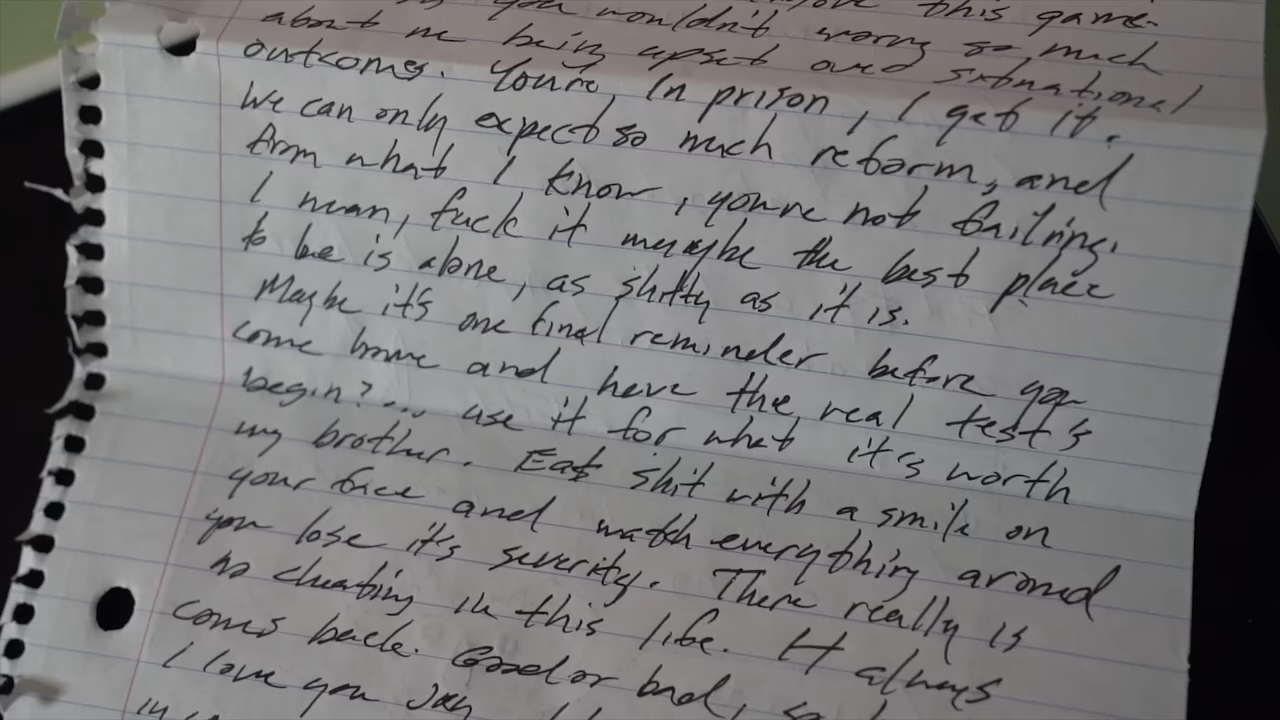 this game.
you wouldn't worry so much
about me being upset over situational
outcomes. You're, In prison, I get it.
We can only expect so much reform, and
from what I know, you're not failing.
I mean, fuck it maybe the best place
to be is alone, as shitty as it is.
Maybe it's one final reminder before you
come home and have the real test's
begin?... use it for what it's worth
my brother. Eat shit with a smile on
your face and watch everything around
you lose it's severity. There really is
no cheating in this life. It always
comes back. Good or bad,
I love you Jay